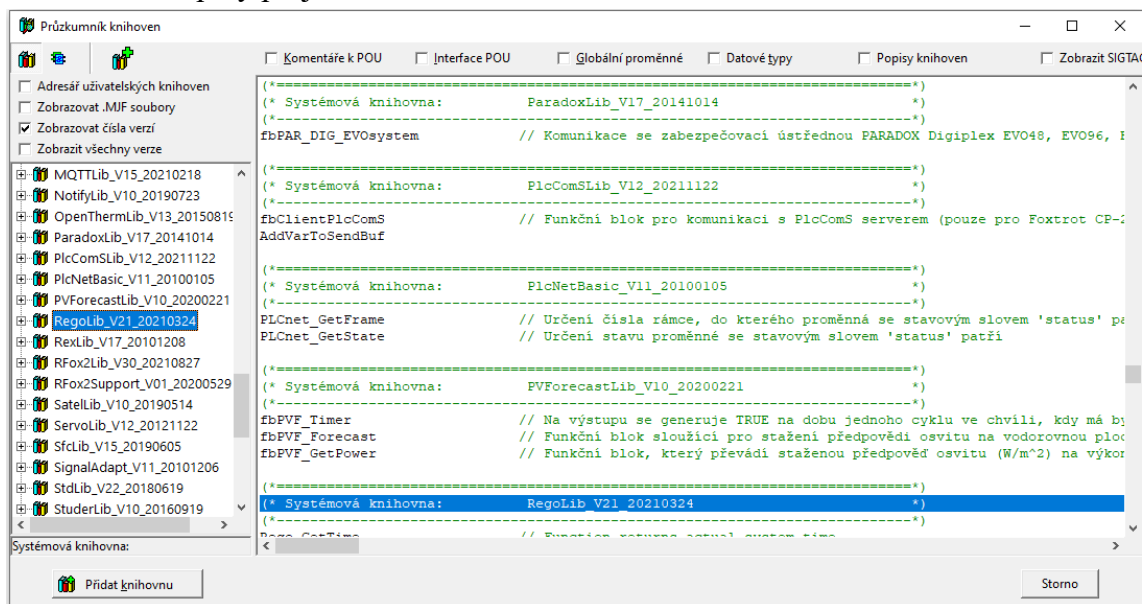 Průzkumník knihoven
Komentáře k POU Interface POU Globální proměnné Datové typy Popisy knihoven Zobrazit SIGTAG
Adresář uživatelských knihoven
Zobrazovat .MJF soubory
Zobrazovat čísla verzí
Zobrazit všechny verze
MQTTLib_V15_20210218
NotifyLib_V10_20190723
OpenThermLib_V13_20150819
ParadoxLib_V17_20141014
PlcComSLib_V12_20211122
PlcNetBasic_V11_20100105
PVForecastLib_V10_20200221
RegoLib_V21_20210324
RexLib_V17_20101208
RFox2Lib_V30_20210827
RFox2Support_V01_20200529
SatelLib_V10_20190514
ServoLib_V12_20121122
SfcLib_V15_20190605
SignalAdapt_V11_20101206
StdLib_V22_20180619
StuderLib_V10_20160919
Systémová knihovna:
(*==========================================================================*)
(* Systémová knihovna: ParadoxLib_V17_20141014 *)
(*--------------------------------------------------------------------------*)
fbPAR_DIG_EVOsystem // Komunikace se zabezpečovací ústřednou PARADOX Digiplex EVO48, EVO96, E
(*==========================================================================*)
(* Systémová knihovna: PlcComSLib_V12_20211122 *)
(*--------------------------------------------------------------------------*)
fbClientPlcComS // Funkční blok pro komunikaci s PlcComS serverem (pouze pro Foxtrot CP-2
AddVarToSendBuf
(*==========================================================================*)
(* Systémová knihovna: PlcNetBasic_V11_20100105 *)
(*--------------------------------------------------------------------------*)
PLCnet_GetFrame // Určení čísla rámce, do kterého proměnná se stavovým slovem 'status' pa
PLCnet_GetState // Určení stavu proměnné se stavovým slovem 'status' patří
(*==========================================================================*)
(* Systémová knihovna: PVForecastLib_V10_20200221 *)
(*--------------------------------------------------------------------------*)
fbPVF_Timer // Na výstupu se generuje TRUE na dobu jednoho cyklu ve chvíli, kdy má by
fbPVF_Forecast // Funkční blok sloužící pro stažení předpovědi osvitu na vodorovnou ploc
fbPVF_GetPower // Funkční blok, který převádí staženou předpověď osvitu (W/m^2) na výkon
(*==========================================================================*)
(* Systémová knihovna: RegoLib_V21_20210324 *)
(*--------------------------------------------------------------------------*)
Rego_GetTime // Function returns actual system time
Přidat knihovnu
Storno